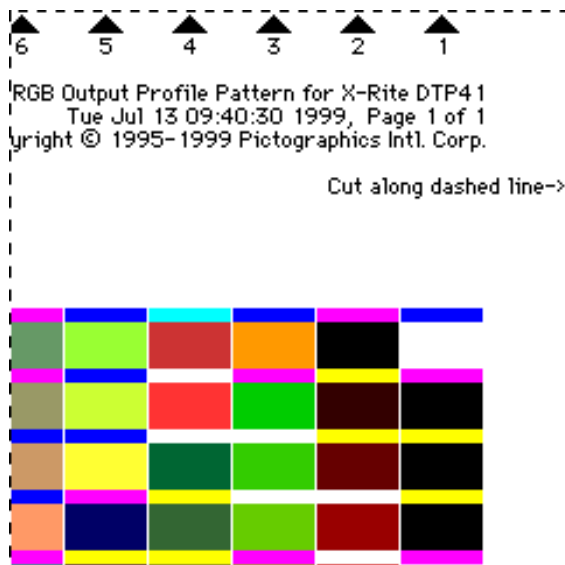 6 5 4 3 2 1
RGB Output Profile Pattern for X-Rite DTP41
Tue Jul 13 09:40:30 1999, Page 1 of 1
yright © 1995-1999 Pictographics Intl. Corp.
Cut along dashed line->